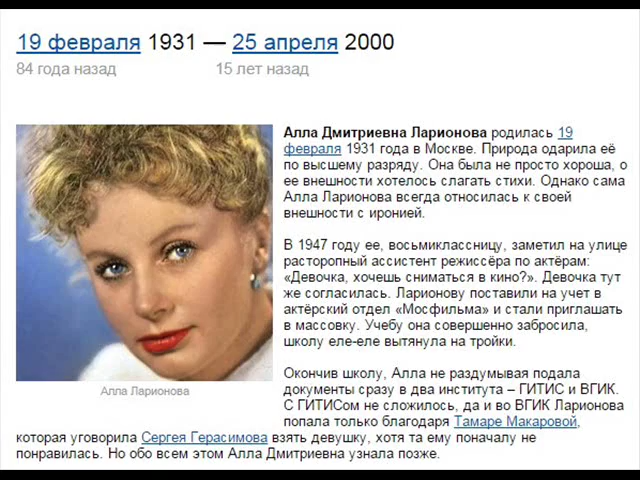 19 февраля 1931 — 25 апреля 2000
84 года назад 15 лет назад
Алла Дмитриевна Ларионова родилась 19
февраля 1931 года в Москве. Природа одарила её
по высшему разряду. Она была не просто хороша, о
ее внешности хотелось слагать стихи. Однако сама
Алла Ларионова всегда относилась к своей
внешности с иронией.
В 1947 году ее, восьмиклассницу, заметил на улице
расторопный ассистент режиссёра по актёрам:
«Девочка, хочешь сниматься в кино?». Девочка тут
же согласилась. Ларионову поставили на учет в
актёрский отдел «Мосфильма» и стали приглашать
в массовку. Учебу она совершенно забросила,
школу еле-еле вытянула на тройки.
Алла Ларионова
Окончив школу, Алла не раздумывая подала
документы сразу в два института – ГИТИС и ВГИК.
С ГИТИСом не сложилось, да и во ВГИК Ларионова
попала только благодаря Тамаре Макаровой,
которая уговорила Сергея Герасимова взять девушку, хотя та ему поначалу не
понравилась. Но обо всем этом Алла Дмитриевна узнала позже.